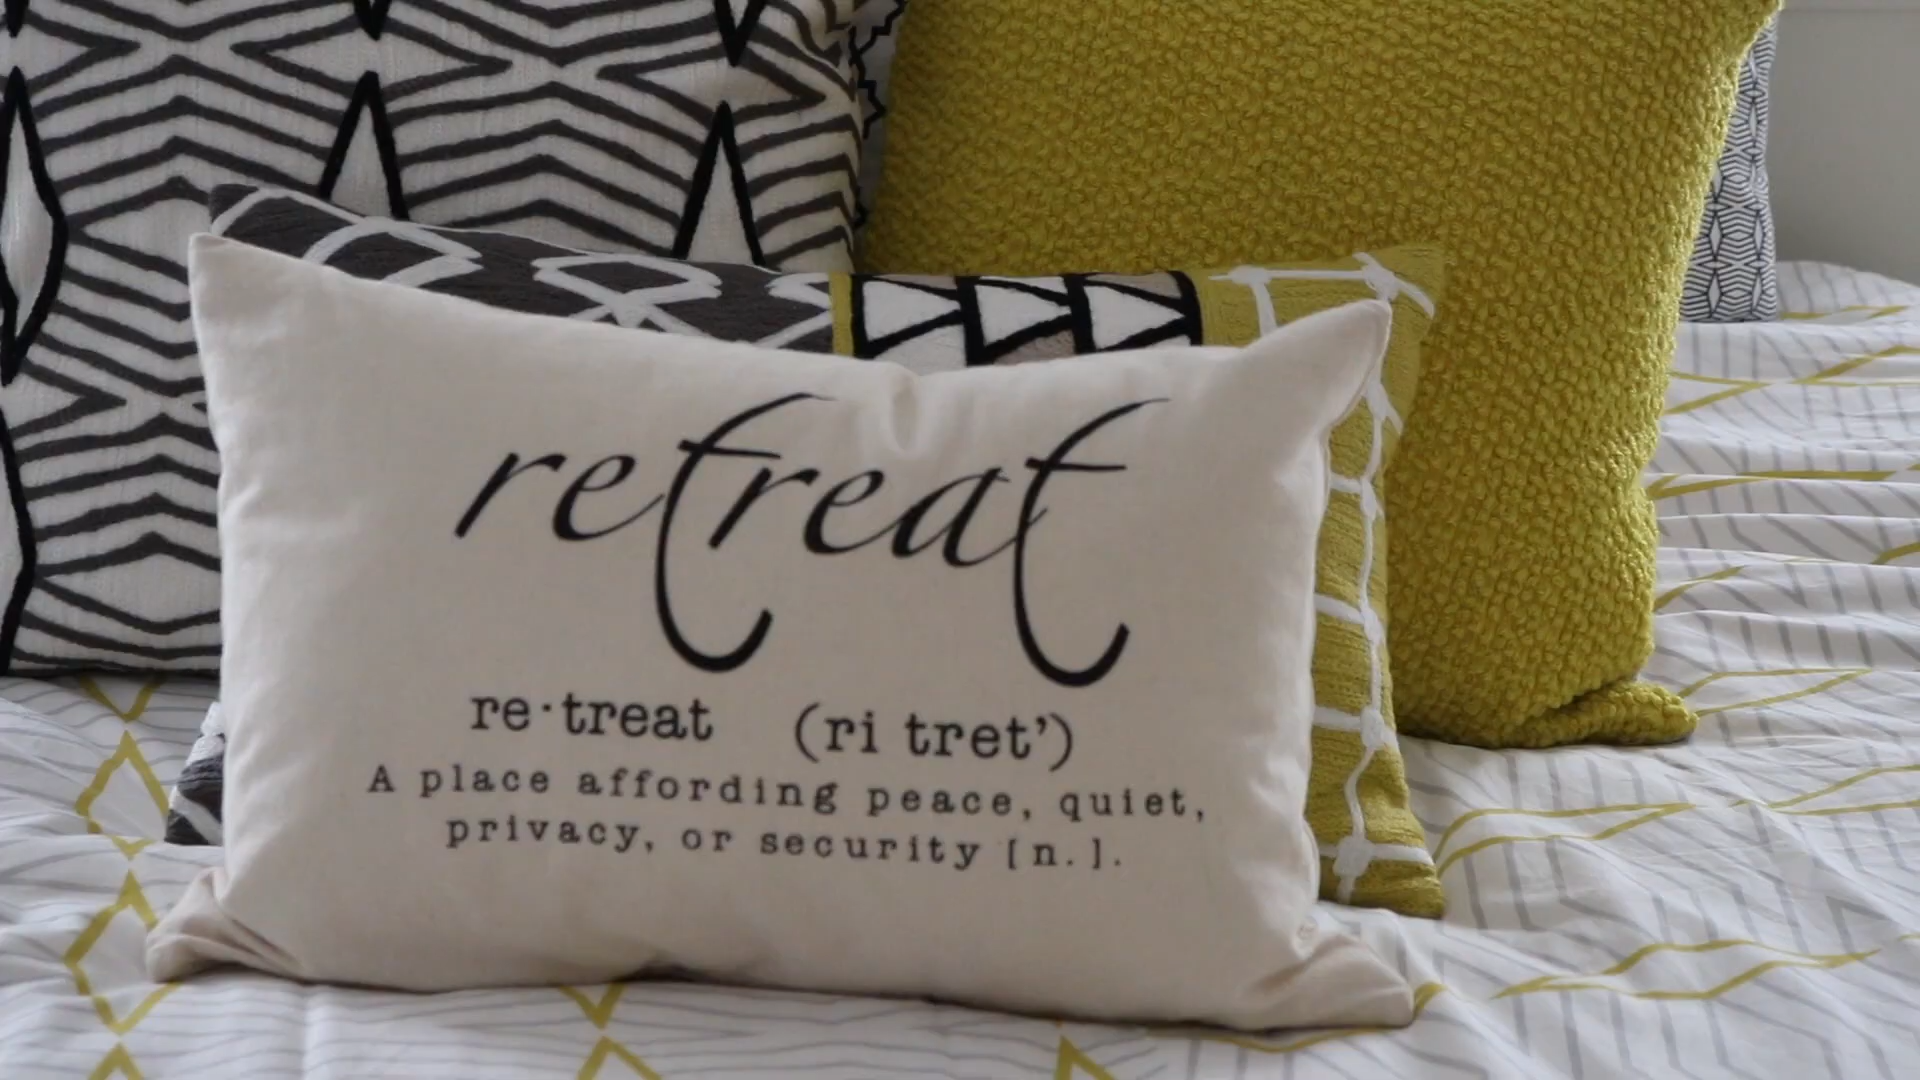 retreat
re·treat (ri tret’)
A place affording peace, quiet,
privacy, or security [n.].